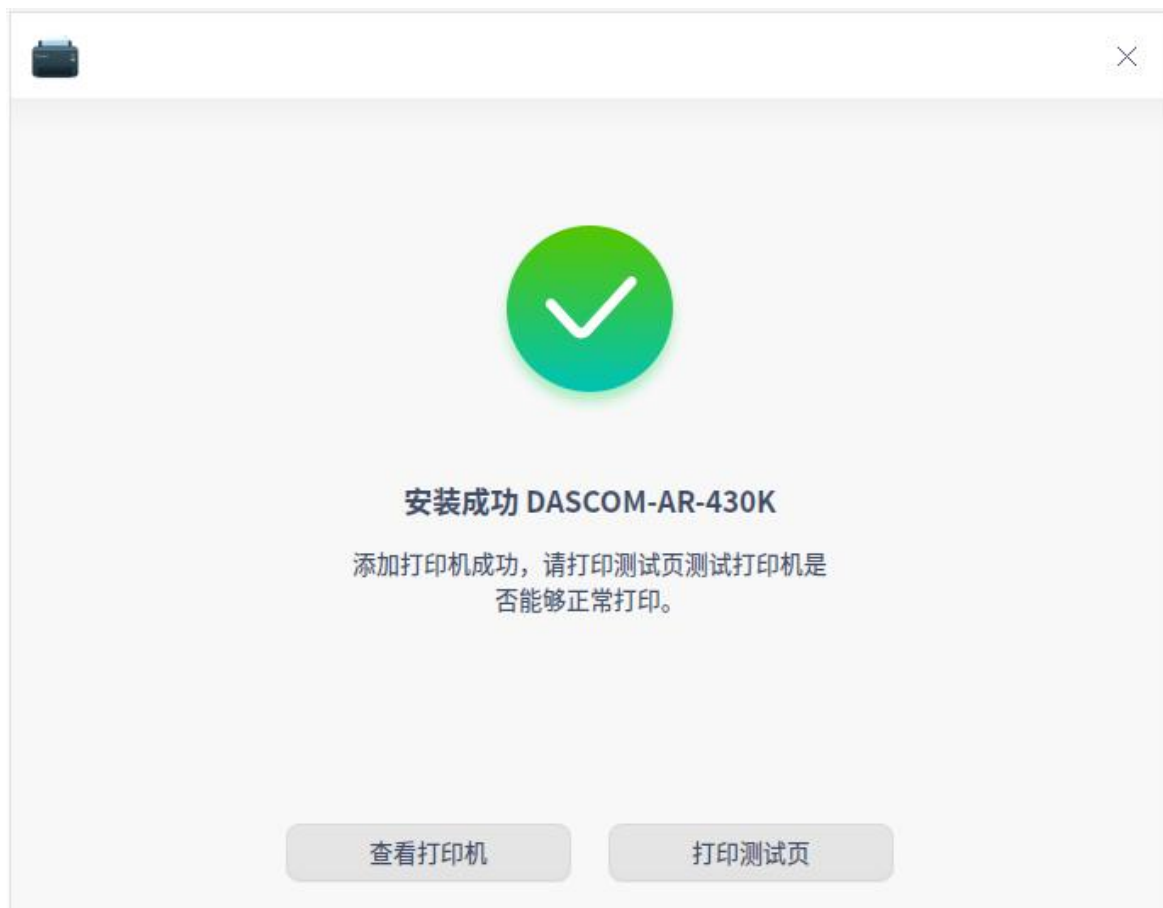 安装成功 DASCOM-AR-430K
添加打印机成功，请打印测试页测试打印机是
否能够正常打印。
查看打印机
打印测试页